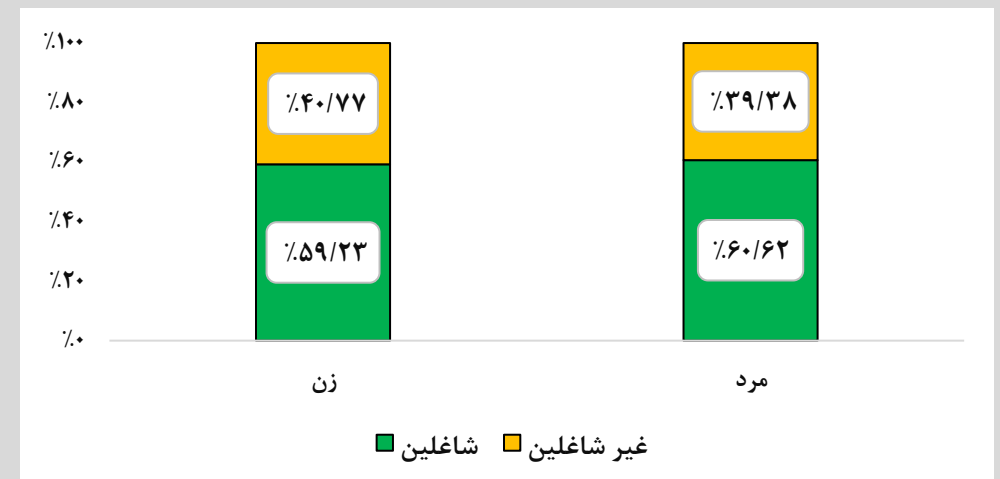 ٪۱۰۰
٪۸۰
٪۶۰
٪۴۰
٪۲۰
٪۰
٪۴۰/۷۷
٪۳۹/۳۸
٪۵۹/۲۳
٪۶۰/۶۲
زن
مرد
شاغلین
غیر شاغلین